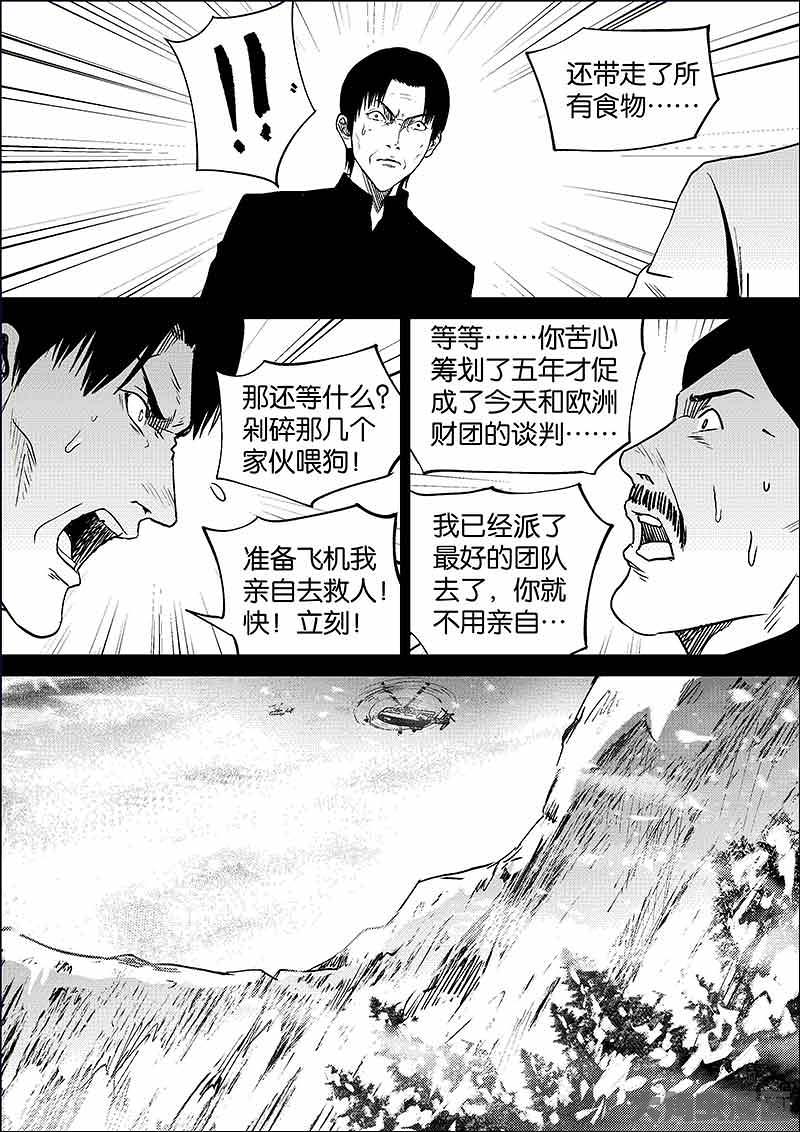 !!
还带走了所
有食物……
那还等什么？
剁碎那几个
家伙喂狗！
准备飞机我
亲自去救人！
快！立刻！
等等……你苦心
筹划了五年才促
成了今天和欧洲
财团的谈判……
我已经派了
最好的团队
去了，你就
不用亲自…